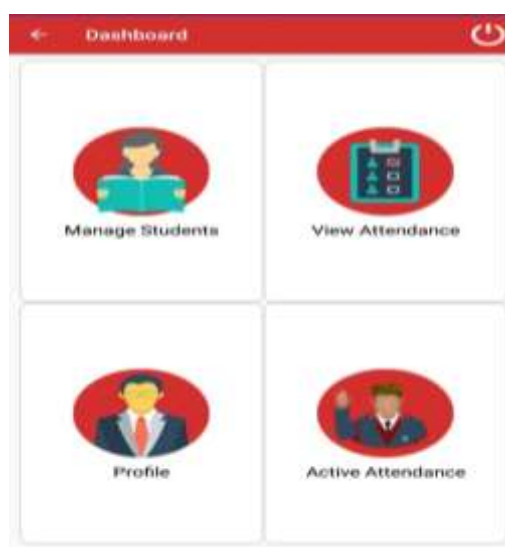 Dashboard
Manage Students
View Attendance
Profile
Active Attendance